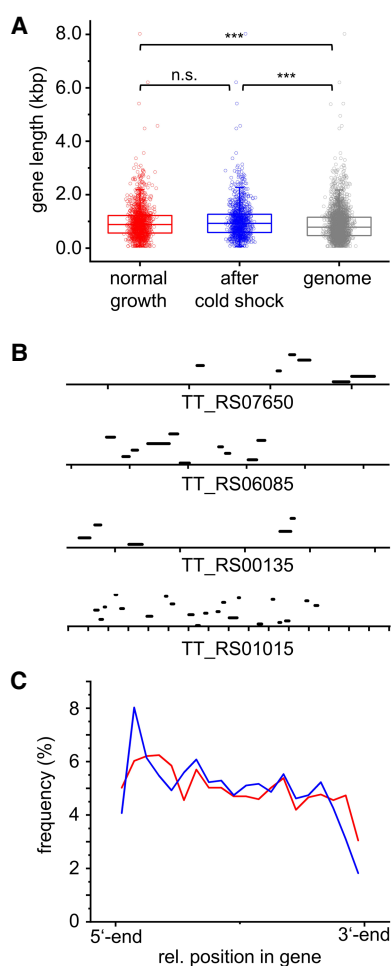 A
gene length (kbp)
8.0
6.0
4.0
2.0
0.0
***
n.s.
***
normal growth
after cold shock
genome
B
TT_RS07650
TT_RS06085
TT_RS00135
TT_RS01015
C
frequency (%)
8
6
4
2
0
5'-end
3'-end
rel. position in gene